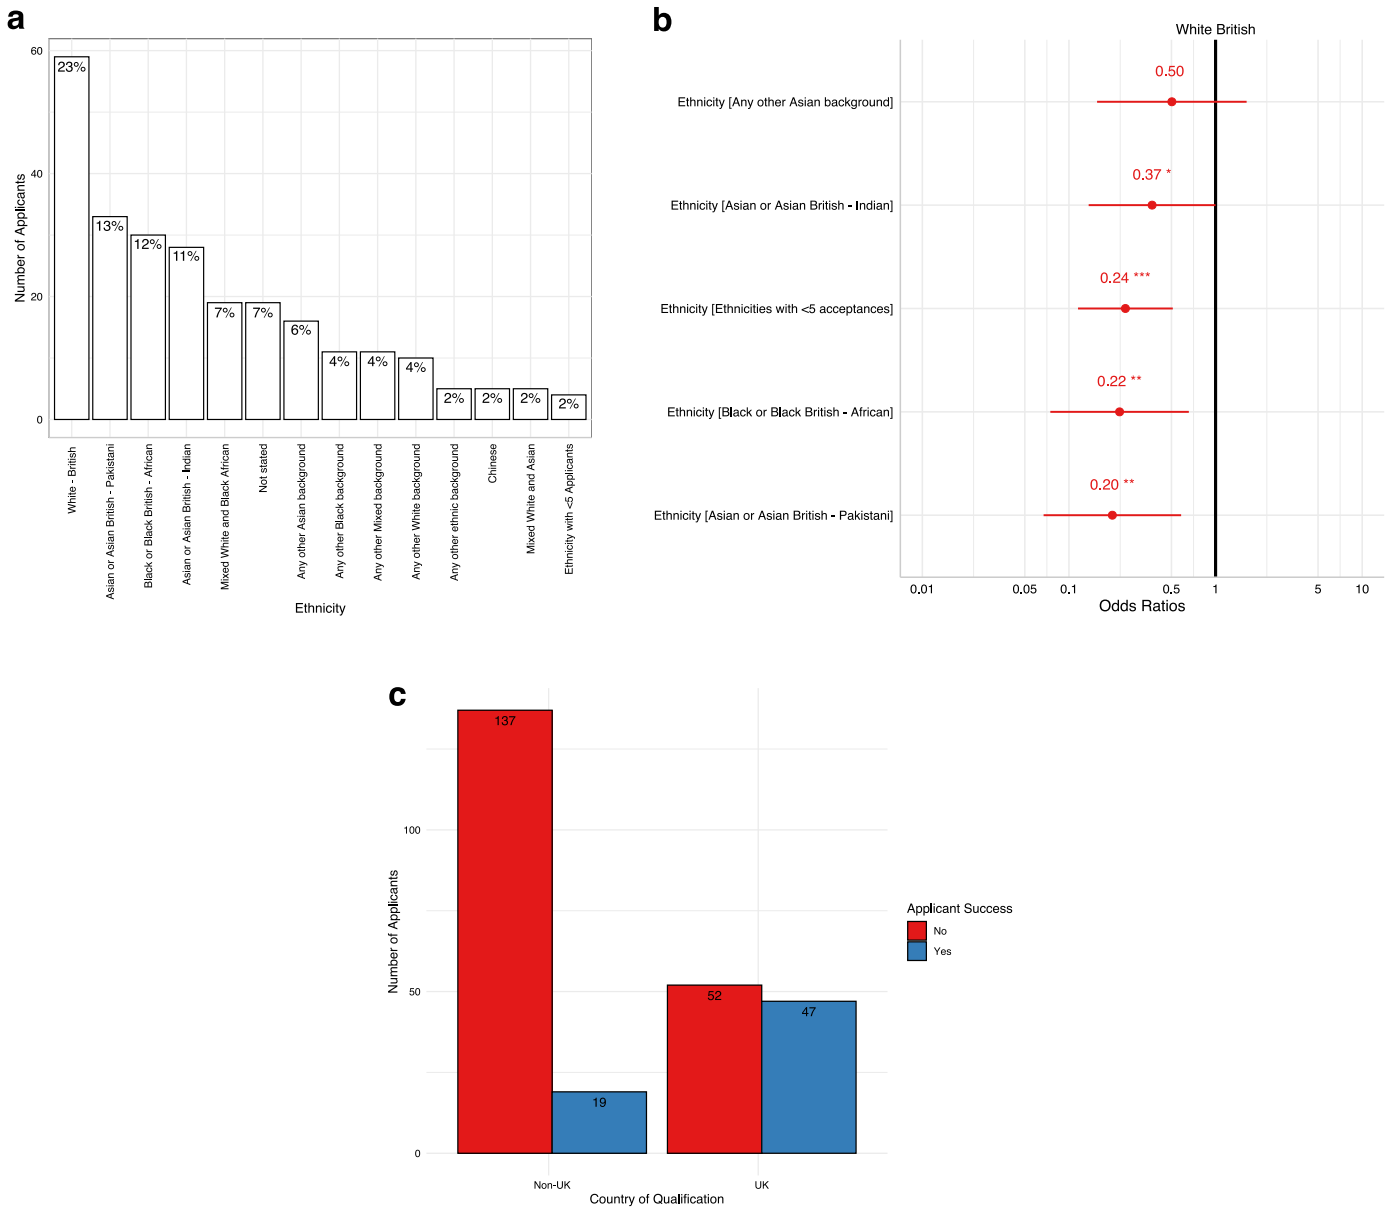 a
60
40
20
0
Number of Applicants
23%
13%
12%
11%
7%
7%
6%
4%
4%
4%
2%
2%
2%
2%
White - British
Asian or Asian British - Pakistani
Black or Black British - African
Asian or Asian British - Indian
Mixed White and Black African
Not stated
Any other Asian background
Any other Black background
Any other Mixed background
Any other White background
Any other ethnic background
Chinese
Mixed White and Asian
Ethnicity with <5 Applicants
Ethnicity
b
White British
0.50
Ethnicity [Any other Asian background]
0.37 *
Ethnicity [Asian or Asian British - Indian]
0.24 ***
Ethnicity [Ethnicities with <5 acceptances]
0.22 **
Ethnicity [Black or Black British - African]
0.20 **
Ethnicity [Asian or Asian British - Pakistani]
0.01 0.05 0.1 0.5 1 5 10
Odds Ratios
c
100
50
0
Number of Applicants
137
19
52
47
Non-UK UK
Country of Qualification
Applicant Success
No
Yes